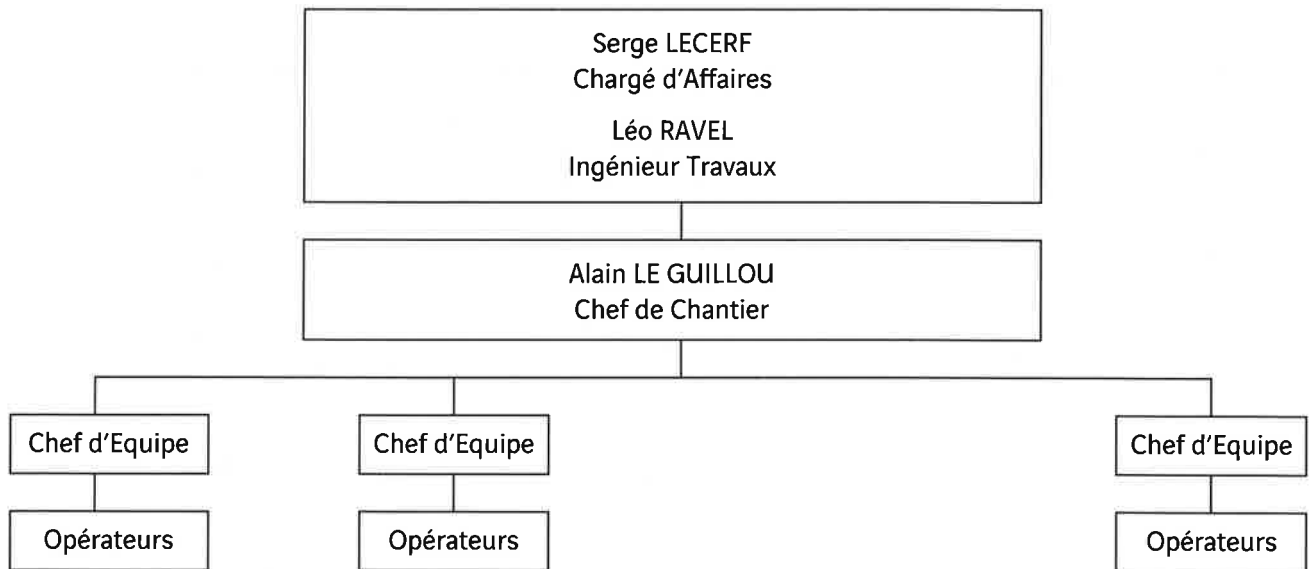 Serge LECERF
Chargé d'Affaires
Léo RAVEL
Ingénieur Travaux
Alain LE GUILLOU
Chef de Chantier
Chef d'Equipe
Chef d'Equipe
Chef d'Equipe
Opérateurs
Opérateurs
Opérateurs